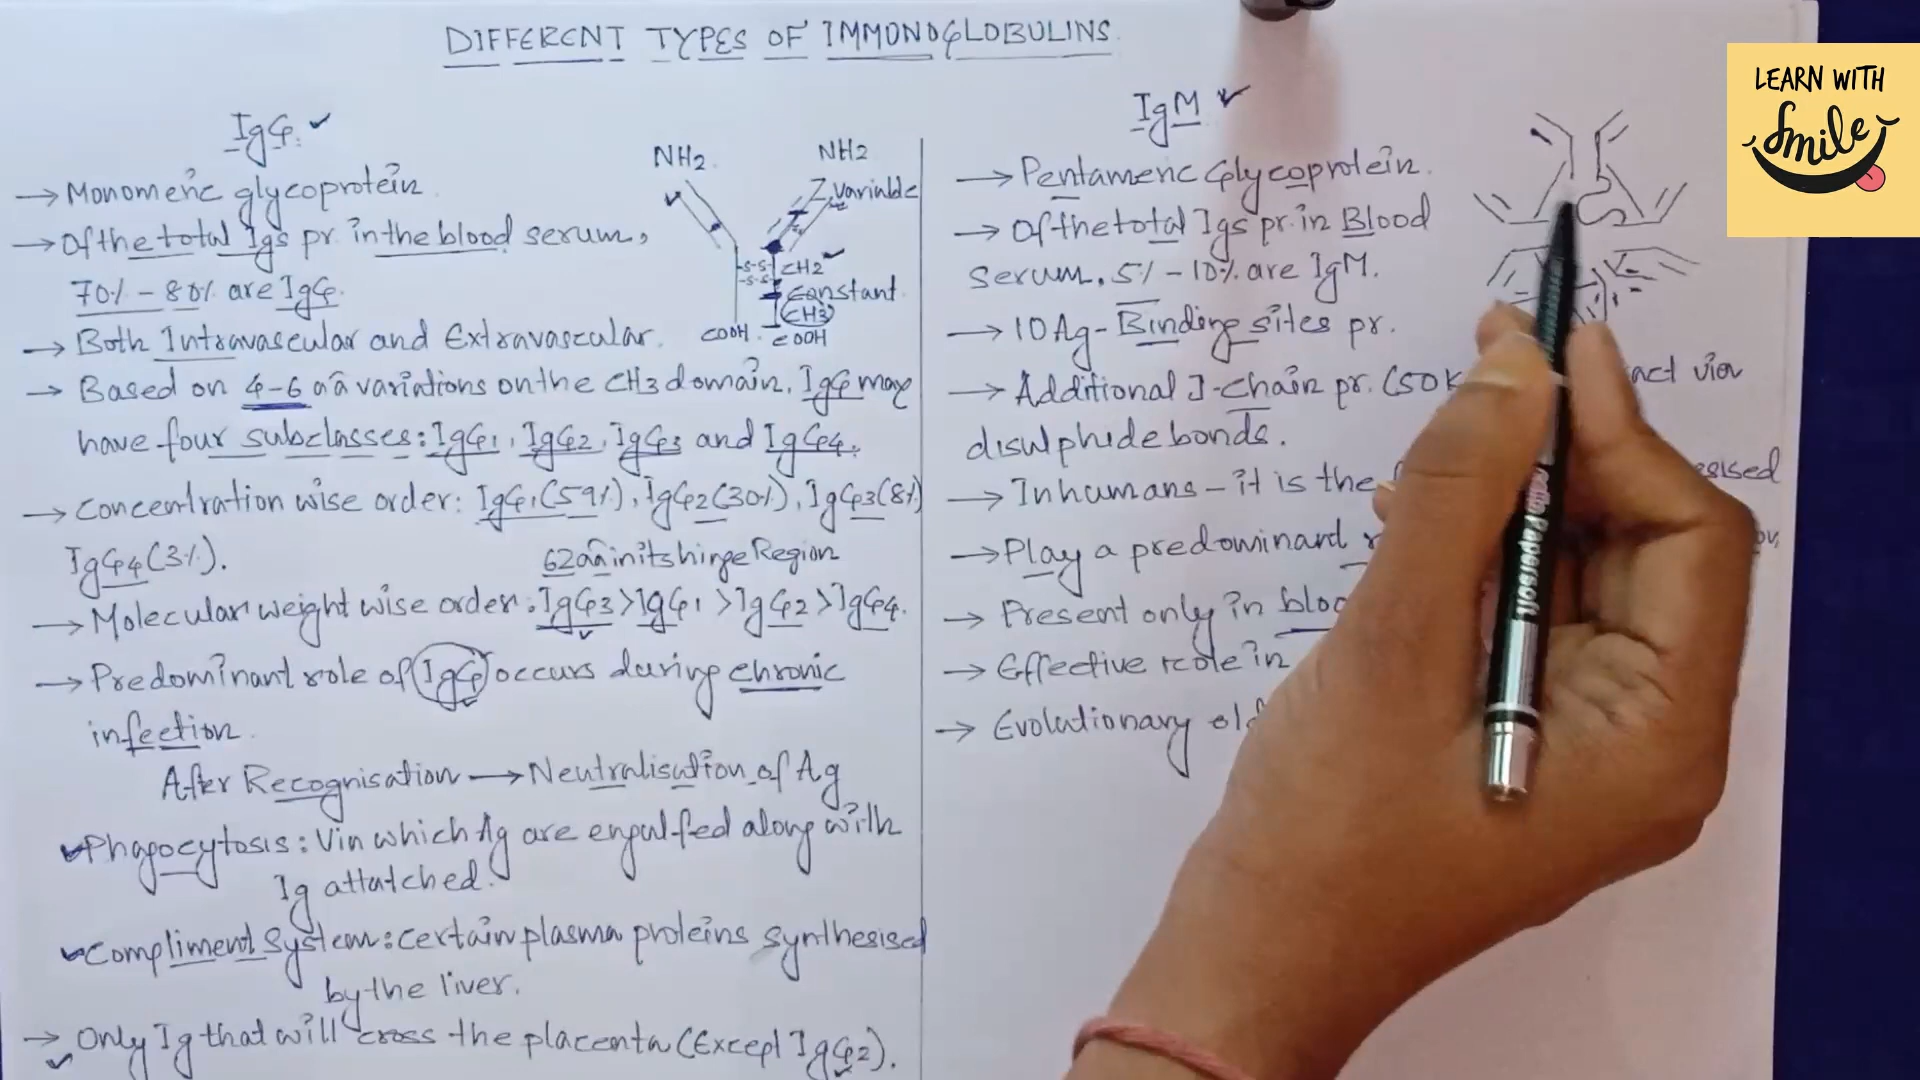 DIFFERENT TYPES OF IMMUNOGLOBULINS
LEARN WITH
Smile
IgG
→ Monomeric glycoprotein
→ Of the total Igs pr. in the blood serum,
70% - 80% are IgG.
→ Both Intravascular and Extravascular.
→ Based on 4-6 aa variations on the CH3 domain, IgG may
have four subclasses: IgG1, IgG2, IgG3 and IgG4.
→ Concentration wise order: IgG1(59%), IgG2(30%), IgG3(8%)
IgG4(3%).
62 aa in its hinge Region
→ Molecular weight wise order: IgG3>IgG1>IgG2>IgG4.
→ Predominant role of IgG occurs during chronic
infection.
After Recognisation → Neutralisation of Ag
Phagocytosis: Vin which Ag are engulfed along with
Ig attatched.
Compliment System: certain plasma proteins synthesised
by the liver.
→ Only Ig that will cross the placenta (Except IgG2).
NH2 NH2
variable
-S-S- CH2
-S-S-
constant
CH3
COOH COOH
IgM
→ Pentameric Glycoprotein.
→ Of the total Igs pr. in Blood
serum, 5% - 10% are IgM.
→ 10 Ag-Binding sites pr.
→ Additional J-chain pr. (50K act via
disulphide bonds.
→ In humans - it is the esised
→ Play a predominant
→ Present only in
→ Effective role in
→ Evolutionary